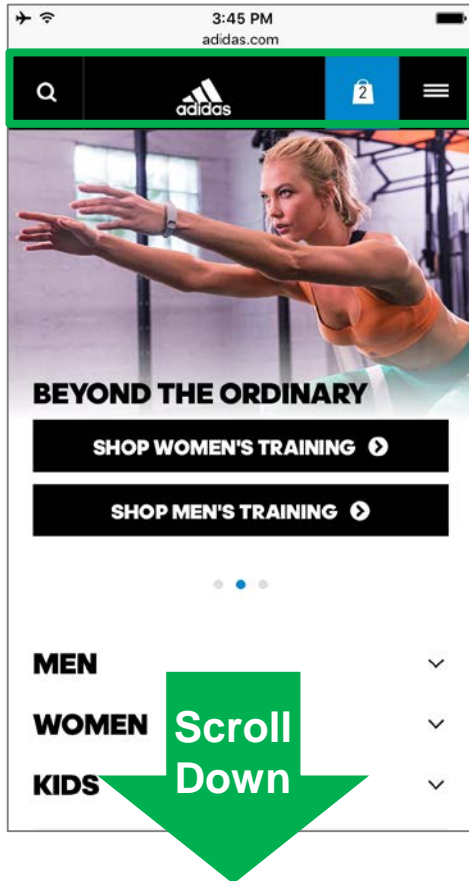 3:45 PM
adidas.com
adidas
2
BEYOND THE ORDINARY
SHOP WOMEN'S TRAINING
SHOP MEN'S TRAINING
MEN
WOMEN
KIDS
Scroll
Down